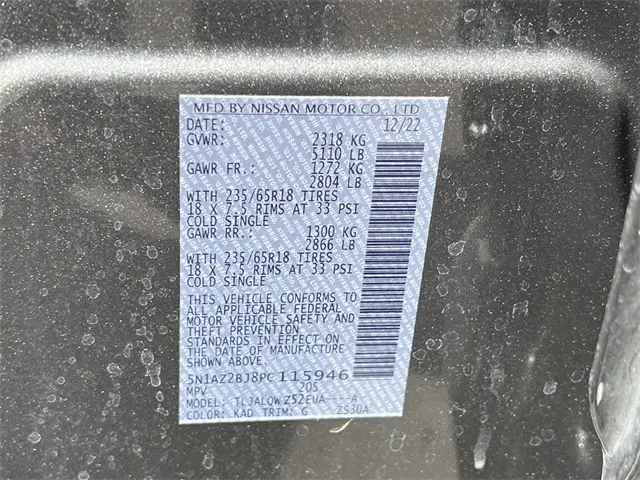 MFD BY NISSAN MOTOR CO., LTD
DATE: 12/22
GVWR: 2318 KG
5110 LB
GAWR FR.: 1272 KG
2804 LB
WITH 235/65R18 TIRES
18 X 7.5 RIMS AT 33 PSI
COLD SINGLE
GAWR RR.: 1300 KG
2866 LB
WITH 235/65R18 TIRES
18 X 7.5 RIMS AT 33 PSI
COLD SINGLE
THIS VEHICLE CONFORMS TO
ALL APPLICABLE FEDERAL
MOTOR VEHICLE SAFETY AND
THEFT PREVENTION
STANDARDS IN EFFECT ON
THE DATE OF MANUFACTURE
SHOWN ABOVE.
5N1AZ2BJ8PC115946
MPV 205
MODEL: TLJALQWZ52EUA----A
COLOR: KAD TRIM: G Z530A